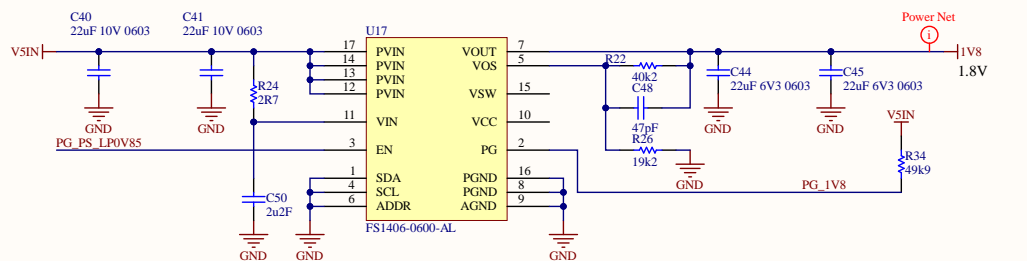 C40
22uF 10V 0603
C41
22uF 10V 0603
U17
Power Net
i
V5IN
17 PVIN VOUT 7
14 PVIN VOS 5
13 PVIN
12 PVIN VSW 15
11 VIN VCC 10
3 EN PG 2
1 SDA PGND 16
4 SCL PGND 8
6 ADDR AGND 9
FS1406-0600-AL
R24
2R7
GND
GND
PG_PS_LP0V85
C50
2u2F
GND
GND
GND
R22
40k2
C48
47pF
R26
19k2
GND
C44
22uF 6V3 0603
GND
C45
22uF 6V3 0603
GND
1V8
1.8V
V5IN
R34
49k9
PG_1V8